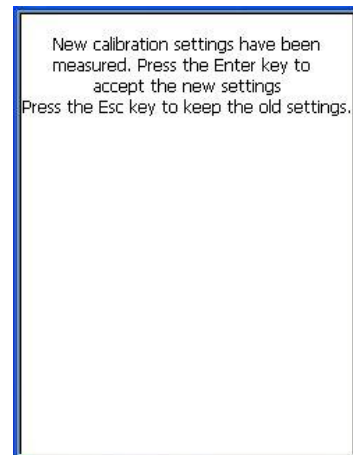 New calibration settings have been
measured. Press the Enter key to
accept the new settings
Press the Esc key to keep the old settings.